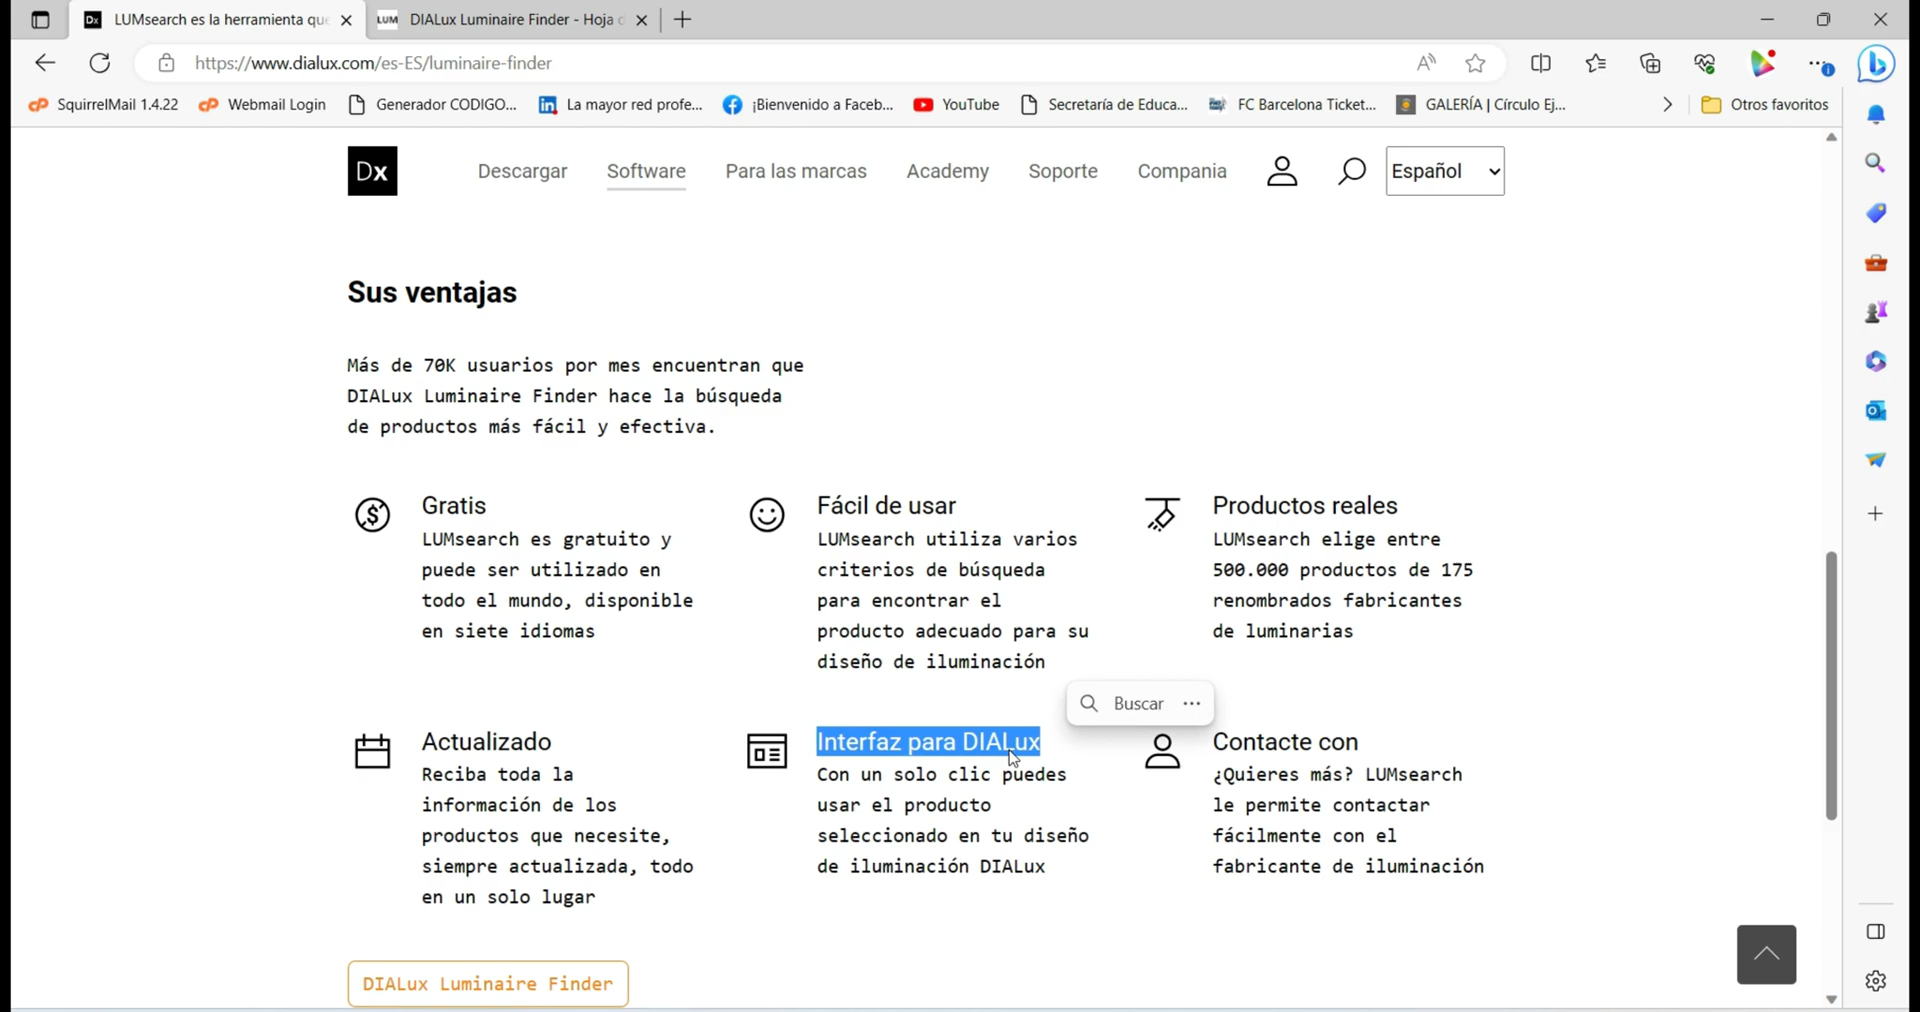 LUMsearch es la herramienta que
LUM DIALux Luminaire Finder - Hoja d
https://www.dialux.com/es-ES/luminaire-finder
SquirrelMail 1.4.22 Webmail Login Generador CODIGO... La mayor red profe... ¡Bienvenido a Faceb... YouTube Secretaría de Educa... FC Barcelona Ticket... GALERÍA | Círculo Ej... Otros favoritos
Dx Descargar Software Para las marcas Academy Soporte Compania Español
Sus ventajas
Más de 70K usuarios por mes encuentran que
DIALux Luminaire Finder hace la búsqueda
de productos más fácil y efectiva.
Gratis
LUMsearch es gratuito y
puede ser utilizado en
todo el mundo, disponible
en siete idiomas
Fácil de usar
LUMsearch utiliza varios
criterios de búsqueda
para encontrar el
producto adecuado para su
diseño de iluminación
Productos reales
LUMsearch elige entre
500.000 productos de 175
renombrados fabricantes
de luminarias
Buscar
Actualizado
Reciba toda la
información de los
productos que necesite,
siempre actualizada, todo
en un solo lugar
Interfaz para DIALux
Con un solo clic puedes
usar el producto
seleccionado en tu diseño
de iluminación DIALux
Contacte con
¿Quieres más? LUMsearch
le permite contactar
fácilmente con el
fabricante de iluminación
DIALux Luminaire Finder